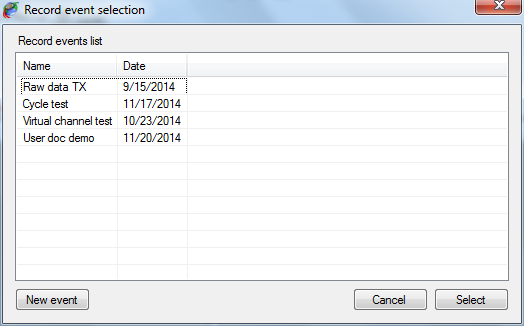 Record event selection
Record events list
Name Date
Raw data TX 9/15/2014
Cycle test 11/17/2014
Virtual channel test 10/23/2014
User doc demo 11/20/2014
New event Cancel Select